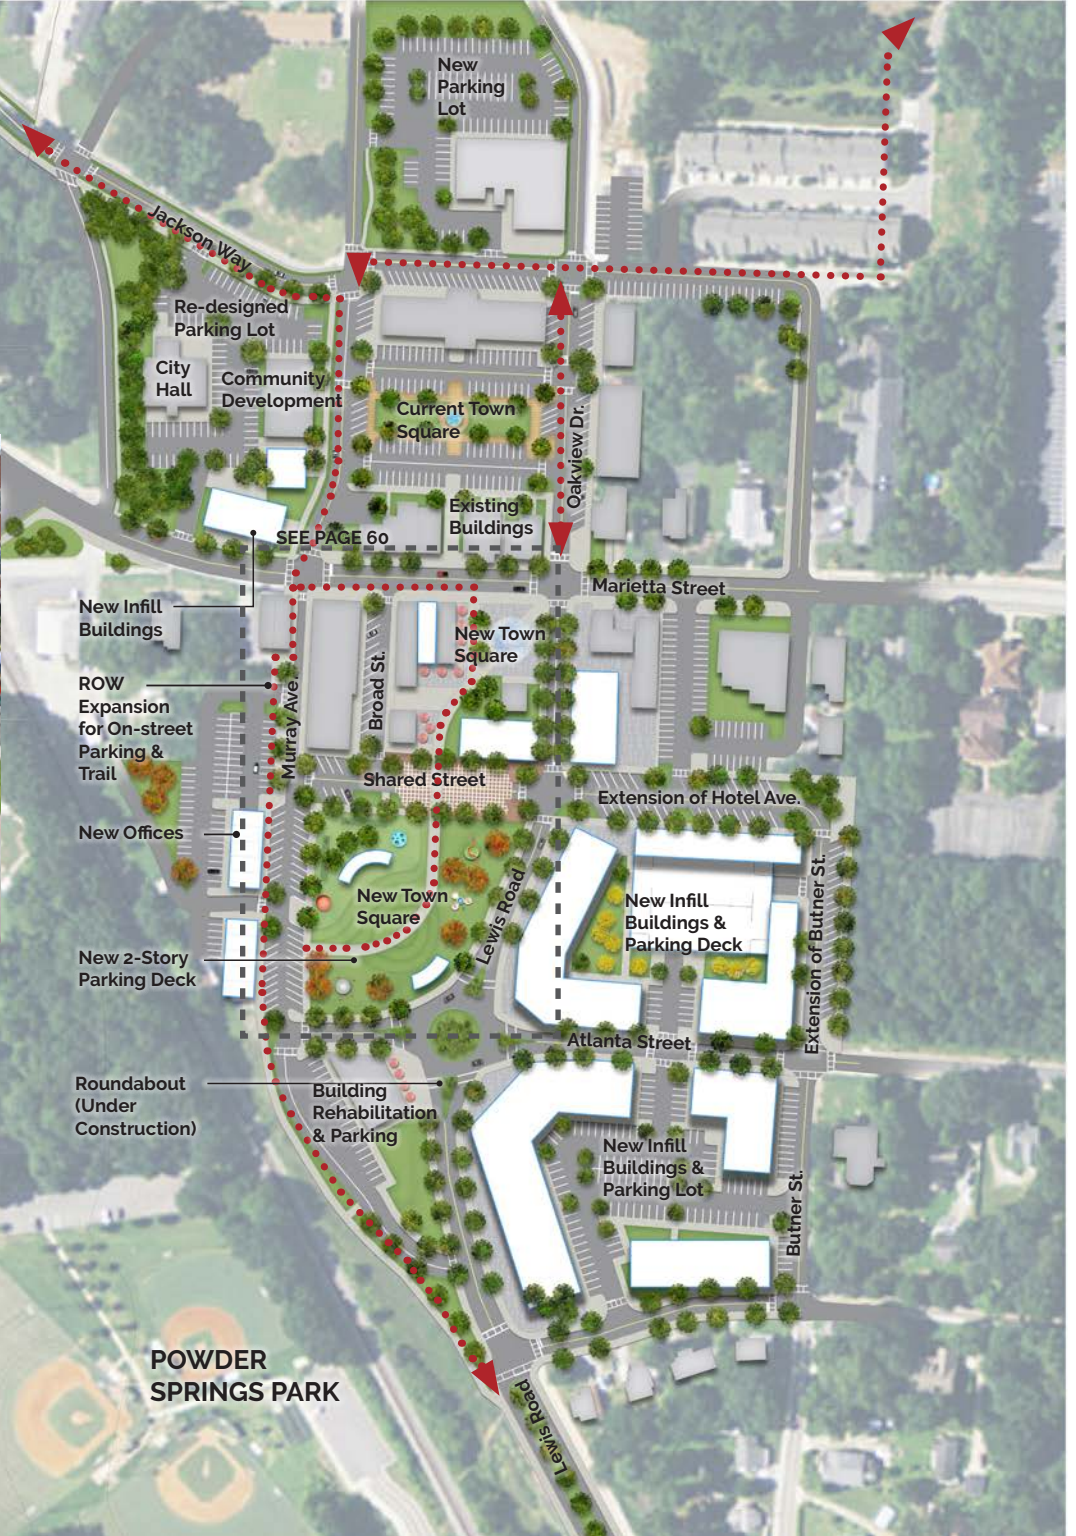 New
Parking
Lot
Jackson Way
Re-designed
Parking Lot
City
Hall
Community
Development
Current Town
Square
Oakview Dr.
Existing
Buildings
SEE PAGE 60
Marietta Street
New Infill
Buildings
New Town
Square
ROW
Expansion
for On-street
Parking &
Trail
Murray Ave.
Broad St.
Shared Street
Extension of Hotel Ave.
New Offices
New Town
Square
Lewis Road
New Infill
Buildings &
Parking Deck
Extension of Butner St.
New 2-Story
Parking Deck
Atlanta Street
Roundabout
(Under
Construction)
Building
Rehabilitation
& Parking
New Infill
Buildings &
Parking Lot
Butner St.
POWDER
SPRINGS PARK
Lewis Road